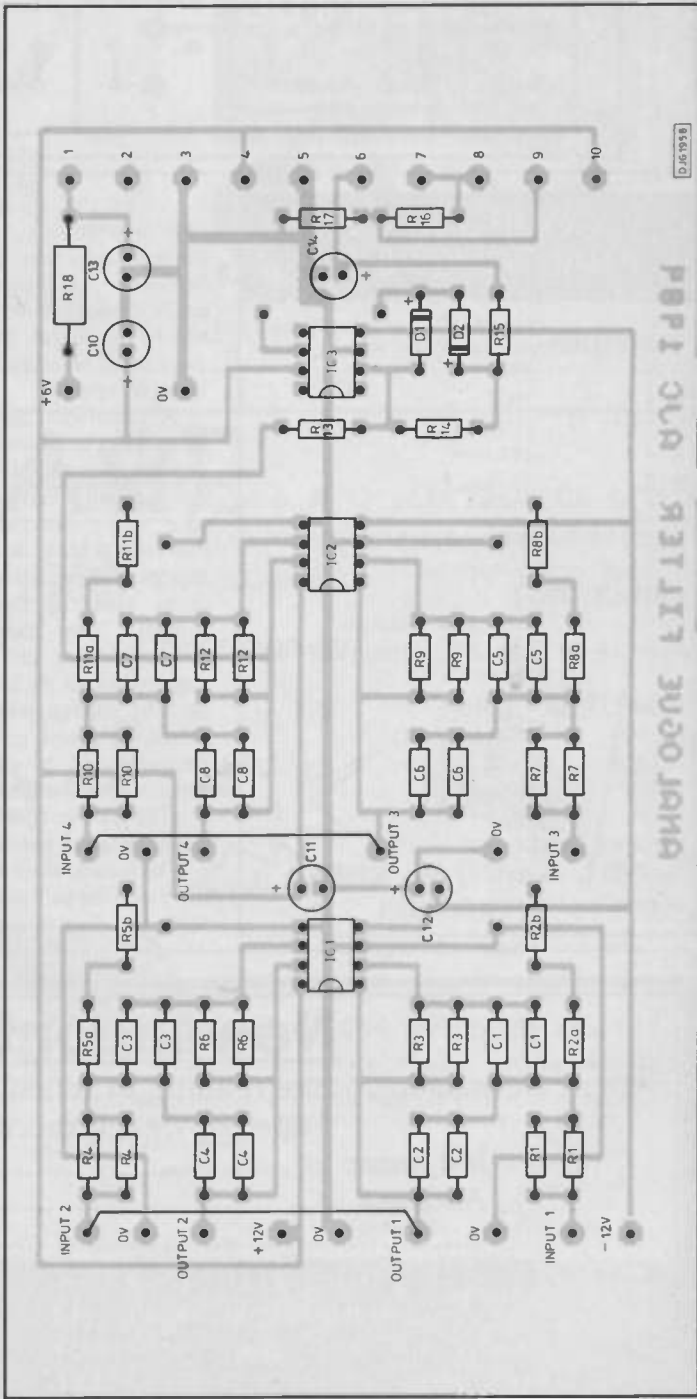 1 2 3 4 5 6 7 8 9 10
R18
C13
C10
+6V
0V
R17
C14
R16
D1
D2
R15
IC3
R13
R14
R11b
IC2
R8b
R11a
C7
C7
R12
R12
R9
R9
C5
C5
R8a
R10
R10
C8
C8
C6
C6
R7
R7
INPUT 4
0V
OUTPUT 4
OUTPUT 3
0V
INPUT 3
C11
C12
R5b
IC1
R2b
R5a
C3
C3
R6
R6
R3
R3
C1
C1
R2a
R4
R4
C4
C4
C2
C2
R1
R1
INPUT 2
0V
OUTPUT 2
+12V
0V
OUTPUT 1
0V
INPUT 1
−12V
ANALOGUE FILTER AJC 1989